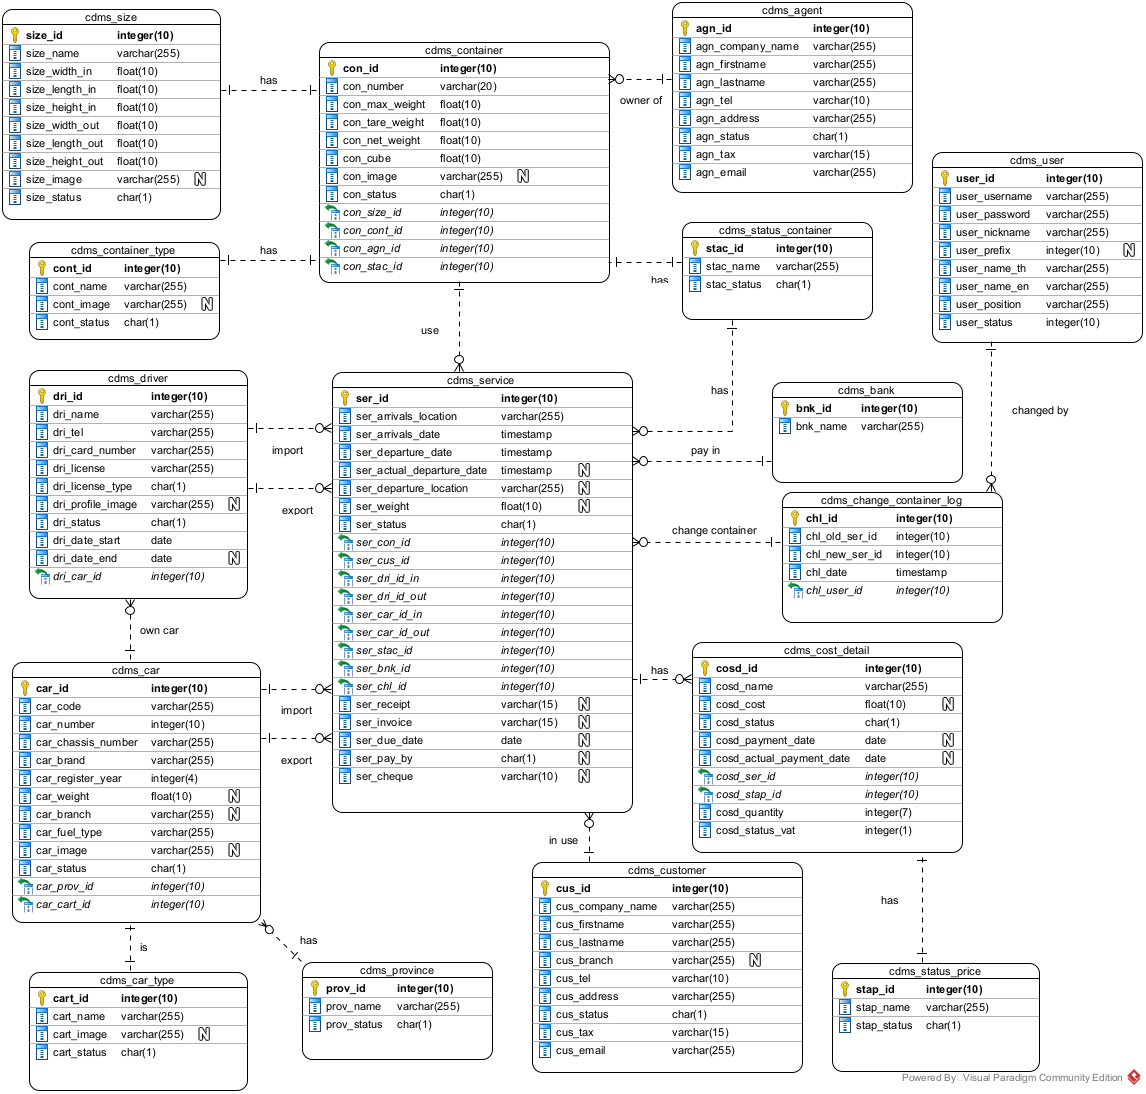 cdms_size
size_id integer(10)
size_name varchar(255)
size_width_in float(10)
size_length_in float(10)
size_height_in float(10)
size_width_out float(10)
size_length_out float(10)
size_height_out float(10)
size_image varchar(255) N
size_status char(1)
has
cdms_container
con_id integer(10)
con_number varchar(20)
con_max_weight float(10)
con_tare_weight float(10)
con_net_weight float(10)
con_cube float(10)
con_image varchar(255) N
con_status char(1)
con_size_id integer(10)
con_cont_id integer(10)
con_agn_id integer(10)
con_stac_id integer(10)
owner of
cdms_agent
agn_id integer(10)
agn_company_name varchar(255)
agn_firstname varchar(255)
agn_lastname varchar(255)
agn_tel varchar(10)
agn_address varchar(255)
agn_status char(1)
agn_tax varchar(15)
agn_email varchar(255)
cdms_user
user_id integer(10)
user_username varchar(255)
user_password varchar(255)
user_nickname varchar(255)
user_prefix integer(10) N
user_name_th varchar(255)
user_name_en varchar(255)
user_position varchar(255)
user_status integer(10)
cdms_container_type
cont_id integer(10)
cont_name varchar(255)
cont_image varchar(255) N
cont_status char(1)
has
cdms_status_container
stac_id integer(10)
stac_name varchar(255)
stac_status char(1)
has
use
has
changed by
cdms_driver
dri_id integer(10)
dri_name varchar(255)
dri_tel varchar(255)
dri_card_number varchar(255)
dri_license varchar(255)
dri_license_type char(1)
dri_profile_image varchar(255) N
dri_status char(1)
dri_date_start date
dri_date_end date N
dri_car_id integer(10)
import
export
cdms_service
ser_id integer(10)
ser_arrivals_location varchar(255)
ser_arrivals_date timestamp
ser_departure_date timestamp
ser_actual_departure_date timestamp N
ser_departure_location varchar(255) N
ser_weight float(10) N
ser_status char(1)
ser_con_id integer(10)
ser_cus_id integer(10)
ser_dri_id_in integer(10)
ser_dri_id_out integer(10)
ser_car_id_in integer(10)
ser_car_id_out integer(10)
ser_stac_id integer(10)
ser_bnk_id integer(10)
ser_chl_id integer(10)
ser_receipt varchar(15) N
ser_invoice varchar(15) N
ser_due_date date N
ser_pay_by char(1) N
ser_cheque varchar(10) N
cdms_bank
bnk_id integer(10)
bnk_name varchar(255)
pay in
cdms_change_container_log
chl_id integer(10)
chl_old_ser_id integer(10)
chl_new_ser_id integer(10)
chl_date timestamp
chl_user_id integer(10)
change container
own car
cdms_car
car_id integer(10)
car_code varchar(255)
car_number integer(10)
car_chassis_number varchar(255)
car_brand varchar(255)
car_register_year integer(4)
car_weight float(10) N
car_branch varchar(255) N
car_fuel_type varchar(255)
car_image varchar(255) N
car_status char(1)
car_prov_id integer(10)
car_cart_id integer(10)
import
export
has
cdms_cost_detail
cosd_id integer(10)
cosd_name varchar(255)
cosd_cost float(10) N
cosd_status char(1)
cosd_payment_date date N
cosd_actual_payment_date date N
cosd_ser_id integer(10)
cosd_stap_id integer(10)
cosd_quantity integer(7)
cosd_status_vat integer(1)
in use
has
is
has
cdms_car_type
cart_id integer(10)
cart_name varchar(255)
cart_image varchar(255) N
cart_status char(1)
cdms_province
prov_id integer(10)
prov_name varchar(255)
prov_status char(1)
cdms_customer
cus_id integer(10)
cus_company_name varchar(255)
cus_firstname varchar(255)
cus_lastname varchar(255)
cus_branch varchar(255) N
cus_tel varchar(10)
cus_address varchar(255)
cus_status char(1)
cus_tax varchar(15)
cus_email varchar(255)
cdms_status_price
stap_id integer(10)
stap_name varchar(255)
stap_status char(1)
Powered By Visual Paradigm Community Edition